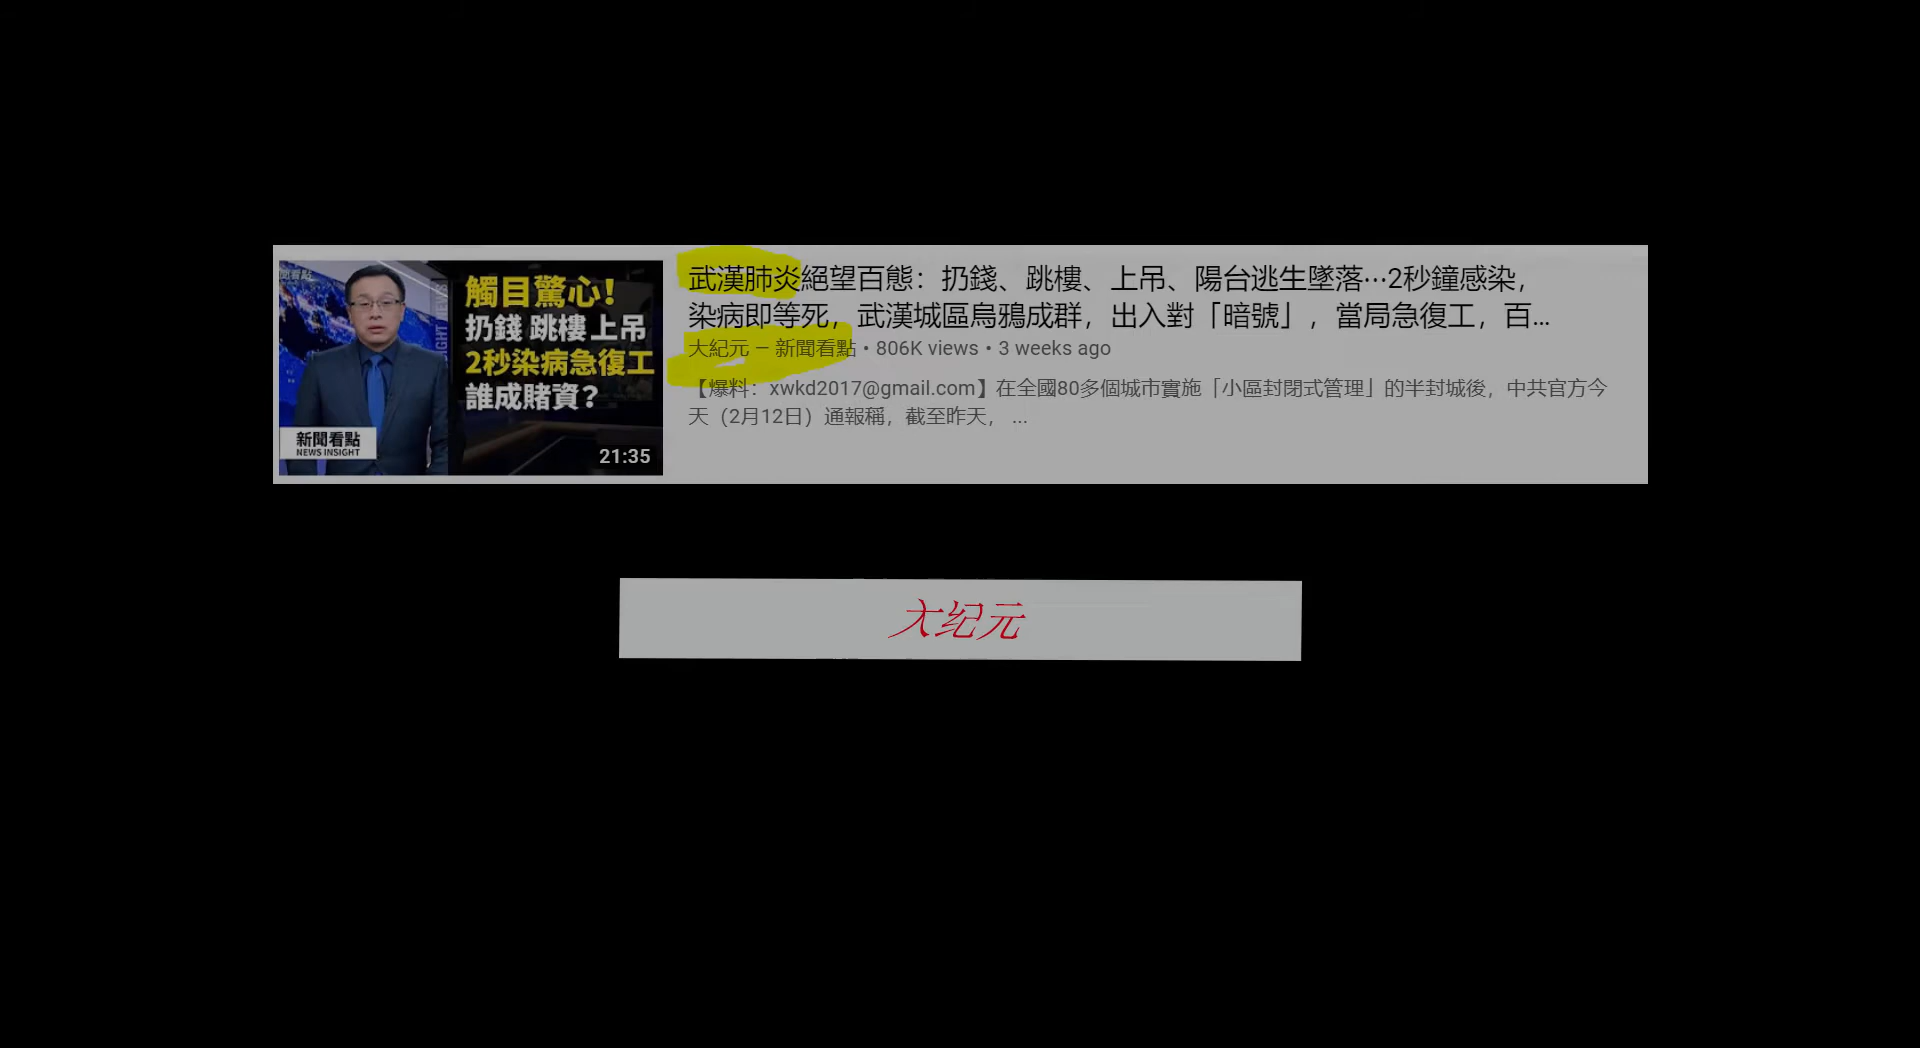 聞看點
觸目驚心!
扔錢 跳樓 上吊
2秒染病急復工
誰成賭資?
新聞看點
NEWS INSIGHT
21:35
武漢肺炎絕望百態：扔錢、跳樓、上吊、陽台逃生墜落⋯2秒鐘感染，
染病即等死，武漢城區烏鴉成群，出入對「暗號」，當局急復工，百...
大紀元 — 新聞看點 • 806K views • 3 weeks ago
【爆料：xwkd2017@gmail.com】在全國80多個城市實施「小區封閉式管理」的半封城後，中共官方今
天（2月12日）通報稱，截至昨天， ...
大纪元